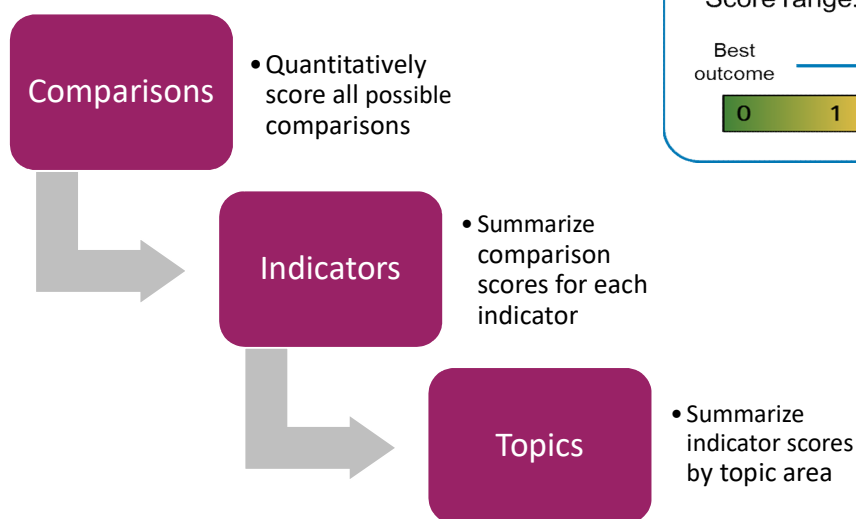 Score range:
Best
outcome
0 1
Comparisons
• Quantitatively
score all possible
comparisons
Indicators
• Summarize
comparison
scores for each
indicator
Topics
• Summarize
indicator scores
by topic area